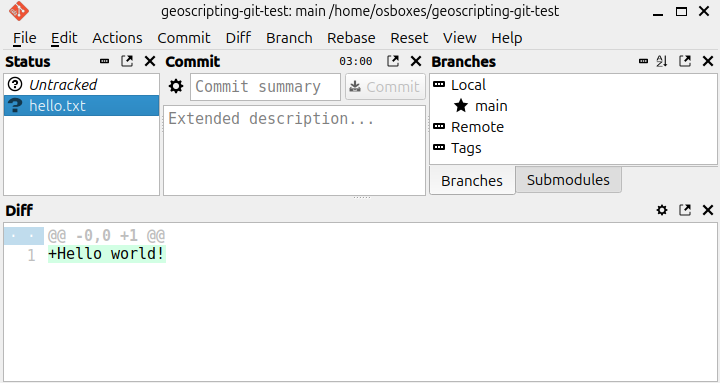 geoscripting-git-test: main /home/osboxes/geoscripting-git-test
File Edit Actions Commit Diff Branch Rebase Reset View Help
Status
Untracked
hello.txt
Commit 03:00
Commit summary Commit
Extended description...
Branches
Local
main
Remote
Tags
Branches Submodules
Diff
@@ -0,0 +1 @@
1 +Hello world!